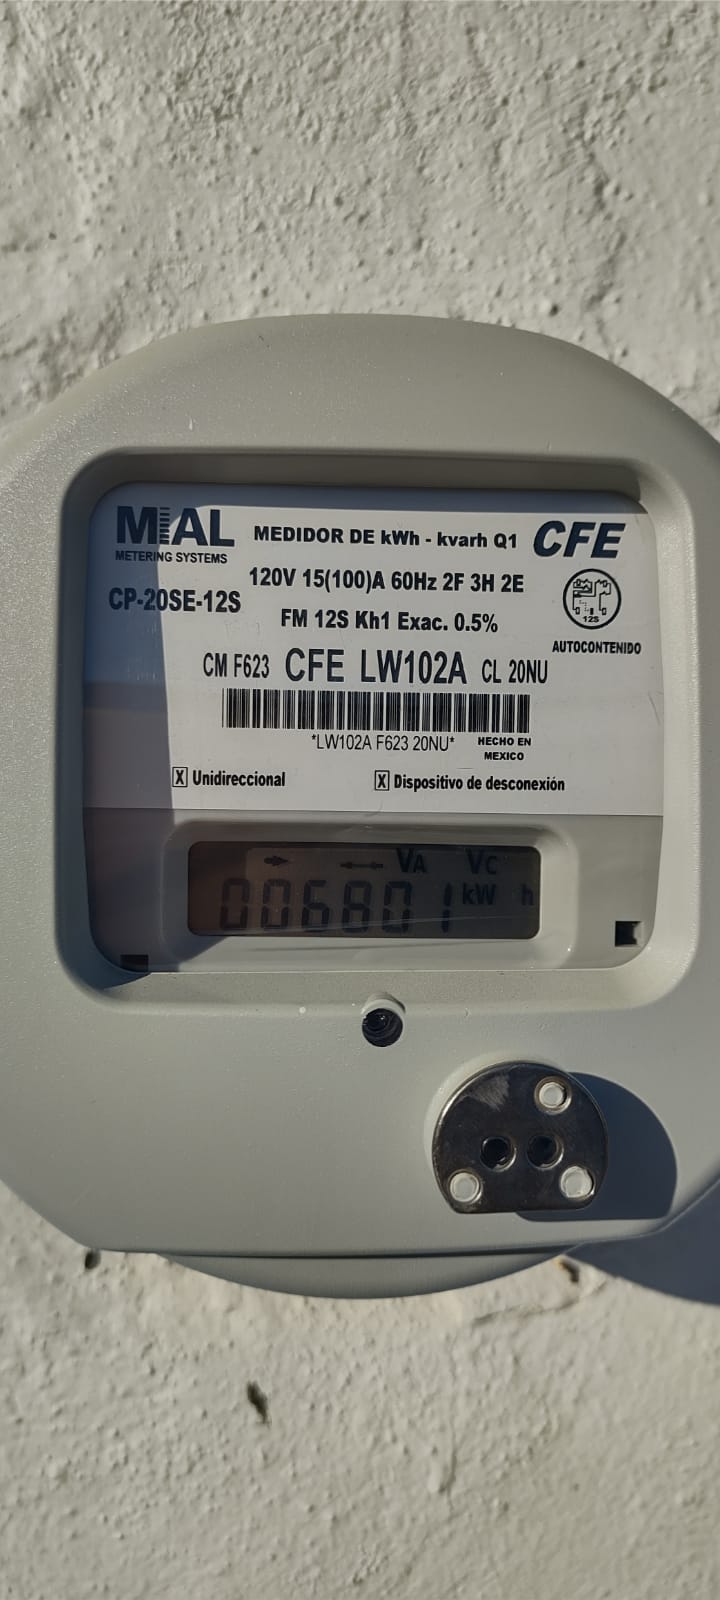 MIAL
METERING SYSTEMS
MEDIDOR DE kWh - kvarh Q1
CFE
CP-20SE-12S
120V 15(100)A 60Hz 2F 3H 2E
FM 12S Kh1 Exac. 0.5%
12S
AUTOCONTENIDO
CM F623 CFE LW102A CL 20NU
*LW102A F623 20NU*
HECHO EN
MEXICO
X Unidireccional
X Dispositivo de desconexión
VA VC
006801 kW h